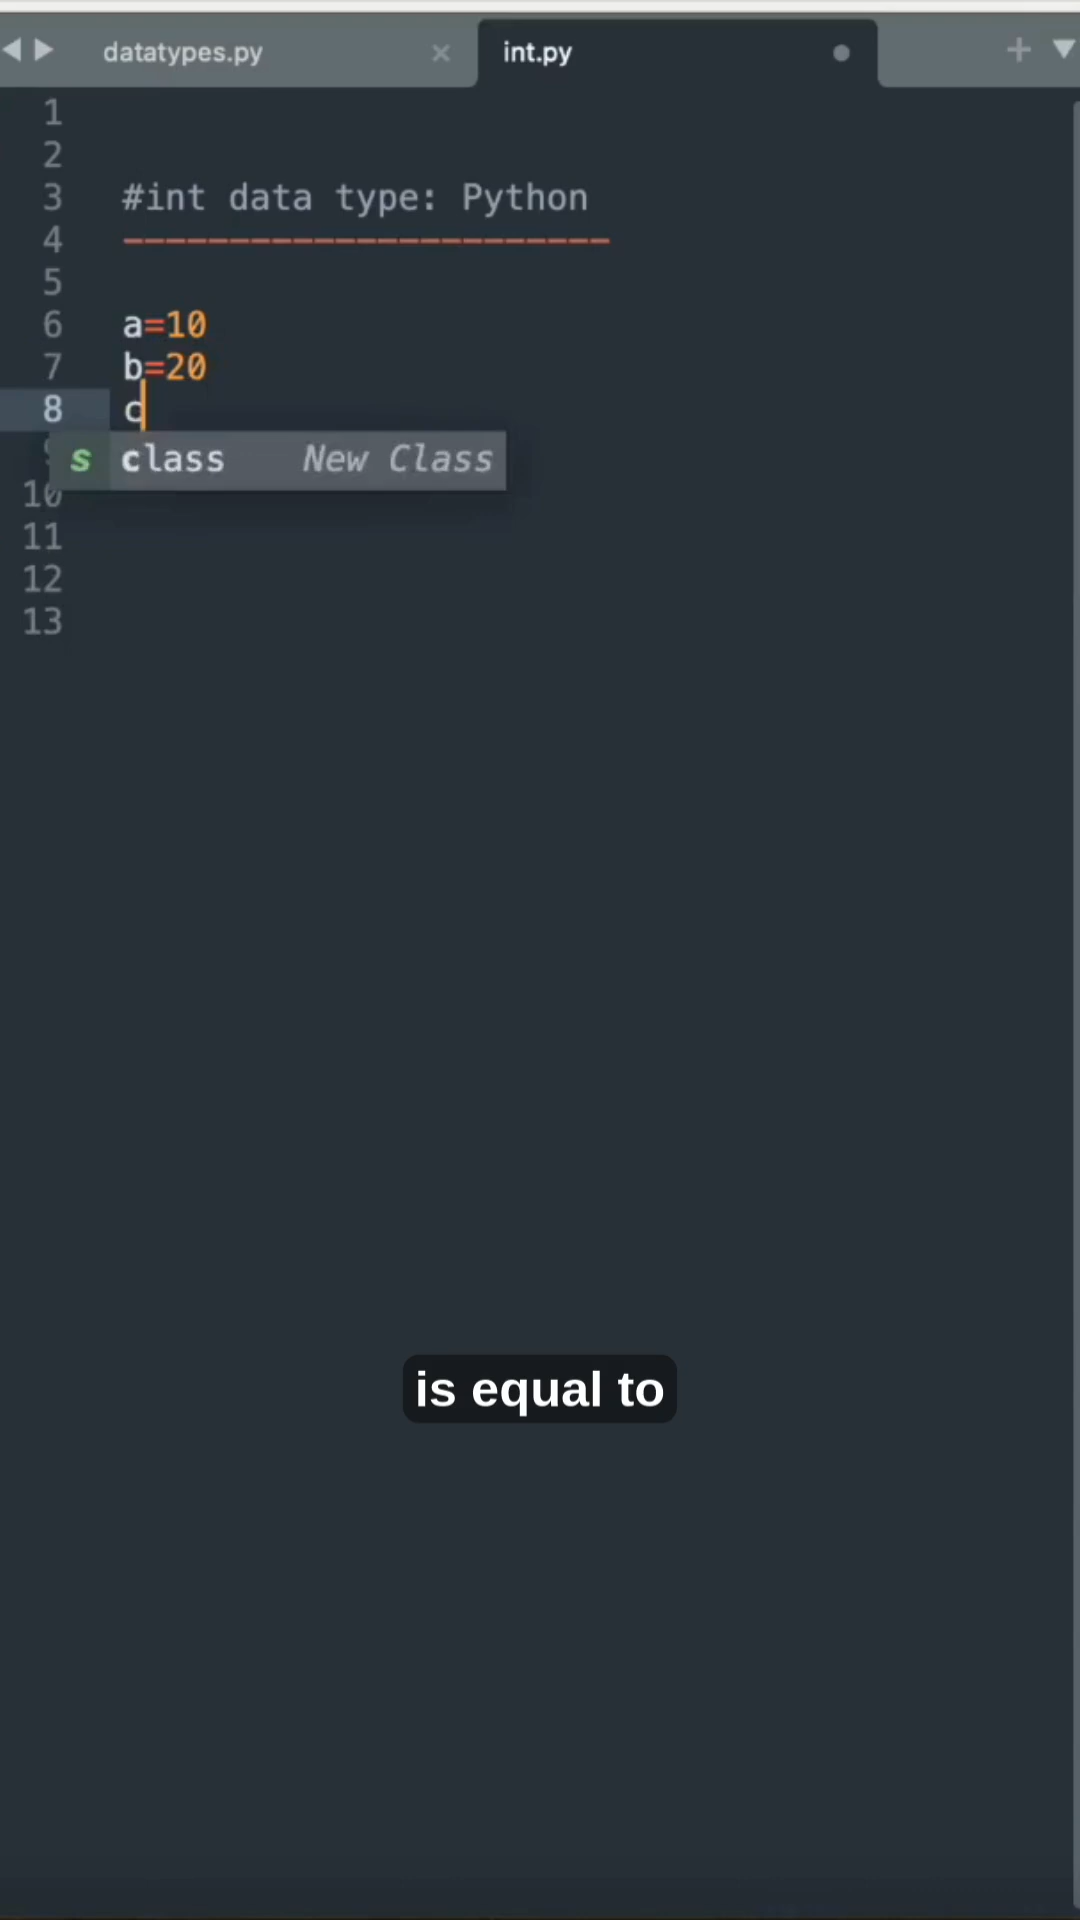 datatypes.py
int.py
1
2
3 #int data type: Python
4 -----------------------
5
6 a=10
7 b=20
8 c
s class New Class
10
11
12
13
is equal to